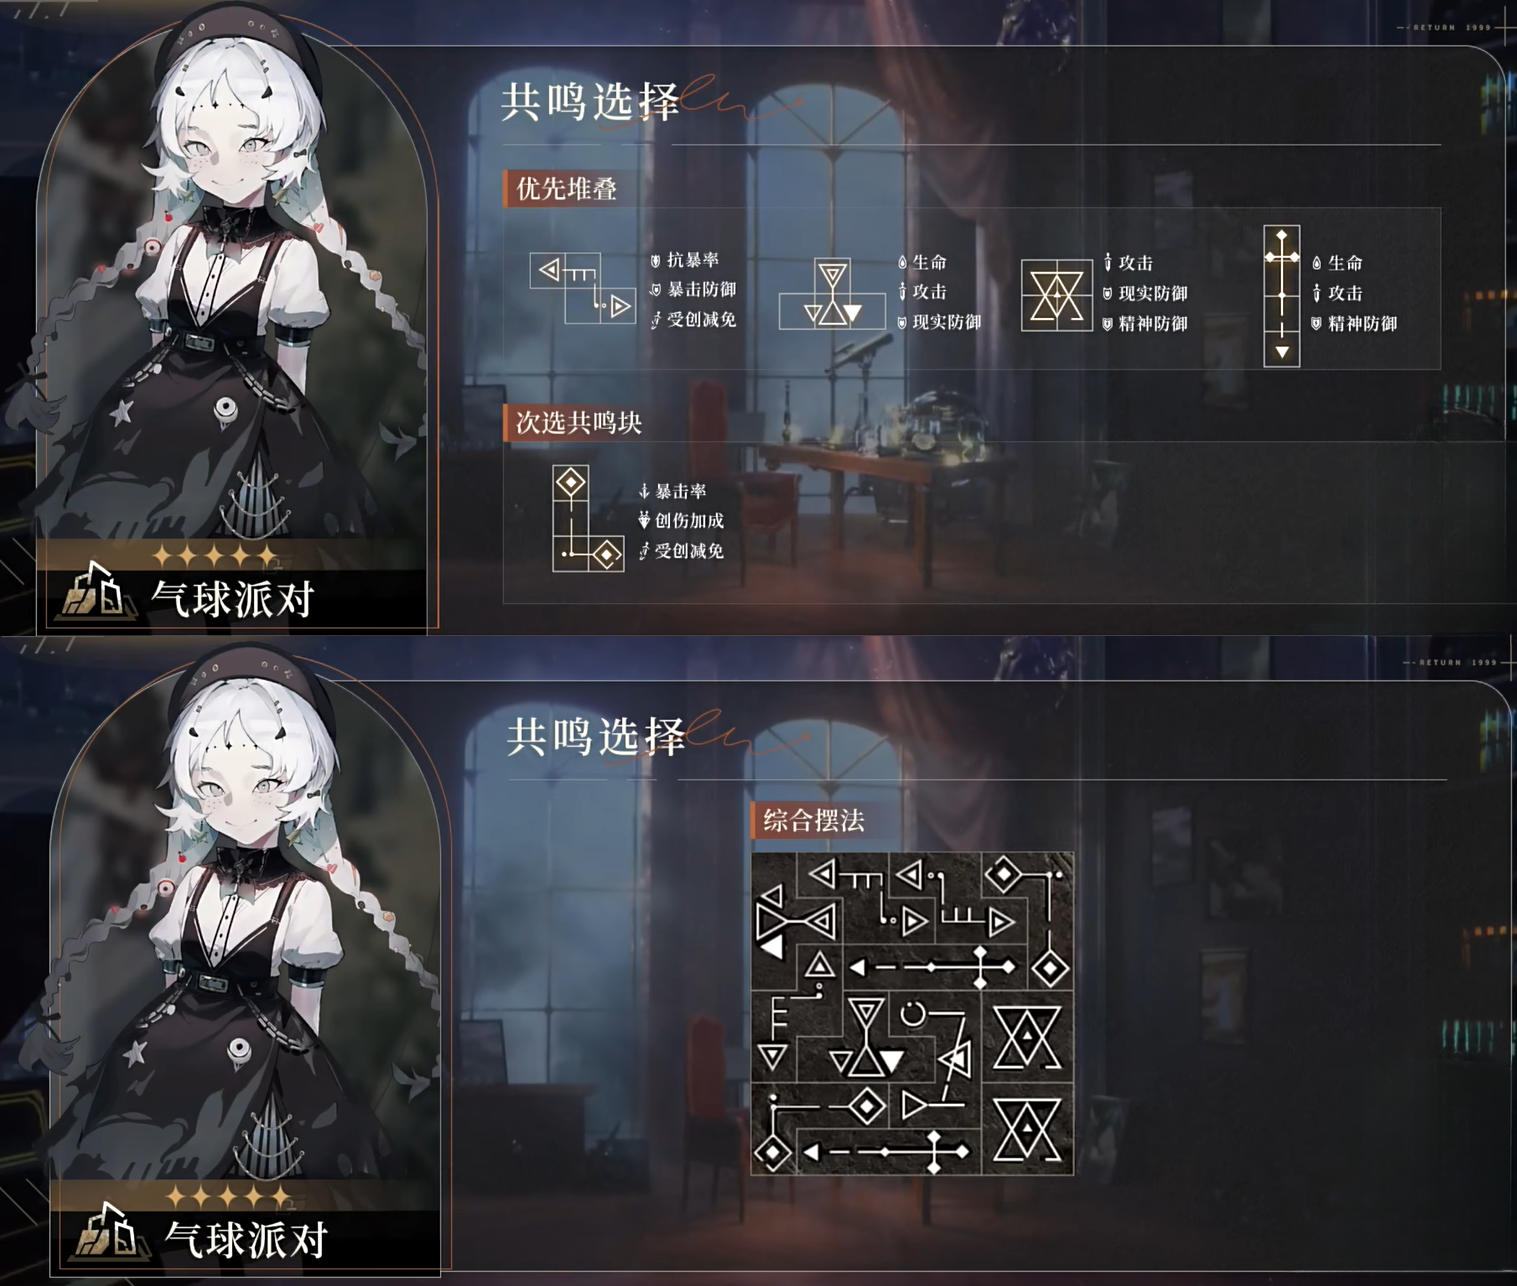 RETURN 1999
共鸣选择
优先堆叠
抗暴率
暴击防御
受创减免
生命
攻击
现实防御
攻击
现实防御
精神防御
生命
攻击
精神防御
次选共鸣块
暴击率
创伤加成
受创减免
气球派对
RETURN 1999
共鸣选择
综合摆法
气球派对